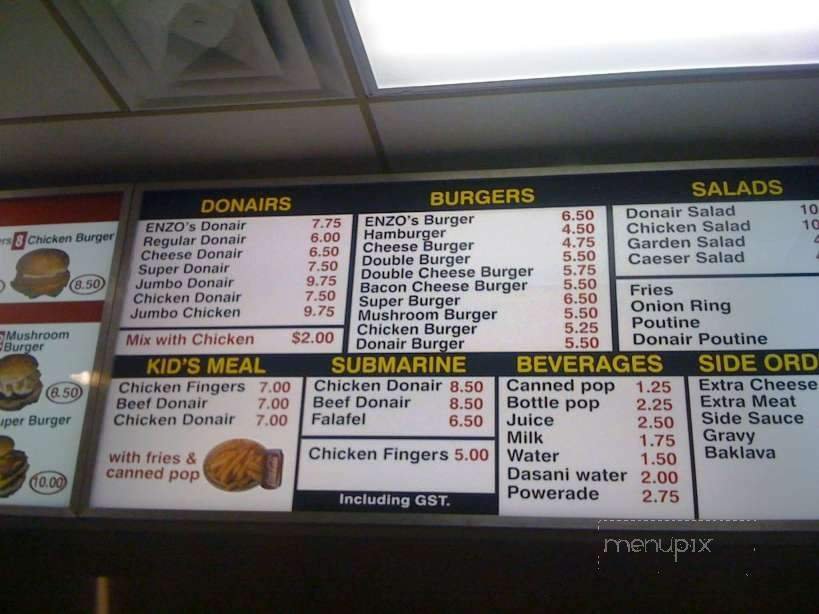 8 Chicken Burger
8.50
Mushroom
Burger
8.50
uper Burger
10.00
DONAIRS
ENZO's Donair 7.75
Regular Donair 6.00
Cheese Donair 6.50
Super Donair 7.50
Jumbo Donair 9.75
Chicken Donair 7.50
Jumbo Chicken 9.75
Mix with Chicken $2.00
BURGERS
ENZO's Burger 6.50
Hamburger 4.50
Cheese Burger 4.75
Double Burger 5.50
Double Cheese Burger 5.75
Bacon Cheese Burger 5.50
Super Burger 6.50
Mushroom Burger 5.50
Chicken Burger 5.25
Donair Burger 5.50
SALADS
Donair Salad 10
Chicken Salad 10
Garden Salad
Caeser Salad
Fries
Onion Ring
Poutine
Donair Poutine
KID'S MEAL
Chicken Fingers 7.00
Beef Donair 7.00
Chicken Donair 7.00
with fries &
canned pop
SUBMARINE
Chicken Donair 8.50
Beef Donair 8.50
Falafel 6.50
Chicken Fingers 5.00
Including GST.
BEVERAGES
Canned pop 1.25
Bottle pop 2.25
Juice 2.50
Milk 1.75
Water 1.50
Dasani water 2.00
Powerade 2.75
SIDE ORD
Extra Cheese
Extra Meat
Side Sauce
Gravy
Baklava
menupix